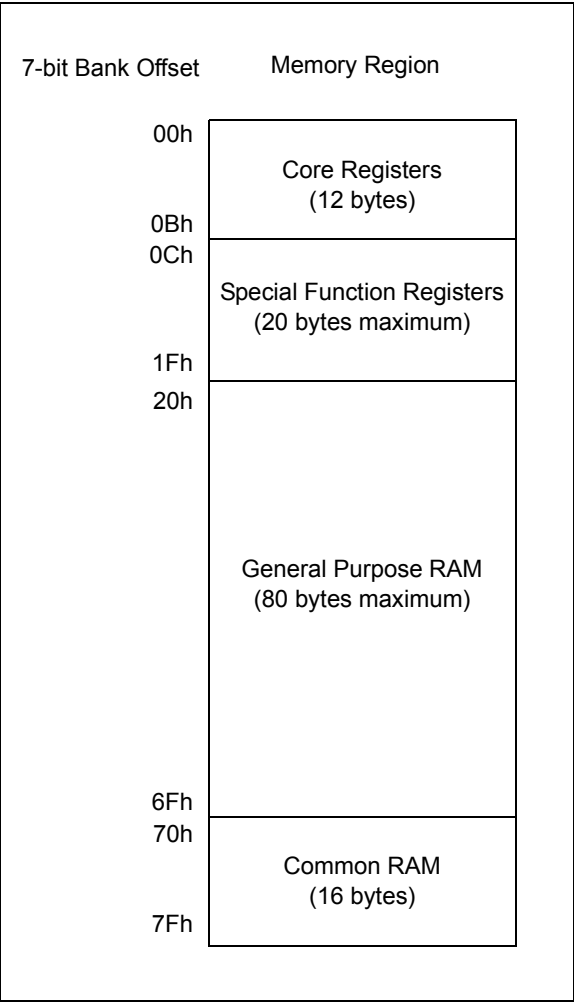 7-bit Bank Offset
Memory Region
00h
Core Registers
(12 bytes)
0Bh
0Ch
Special Function Registers
(20 bytes maximum)
1Fh
20h
General Purpose RAM
(80 bytes maximum)
6Fh
70h
Common RAM
(16 bytes)
7Fh